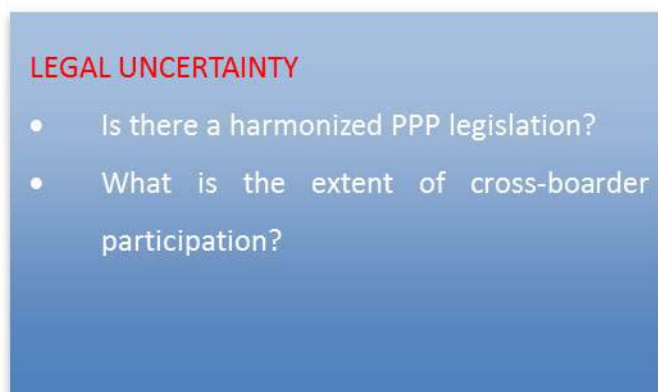 LEGAL UNCERTAINTY
• Is there a harmonized PPP legislation?
• What is the extent of cross-boarder
participation?